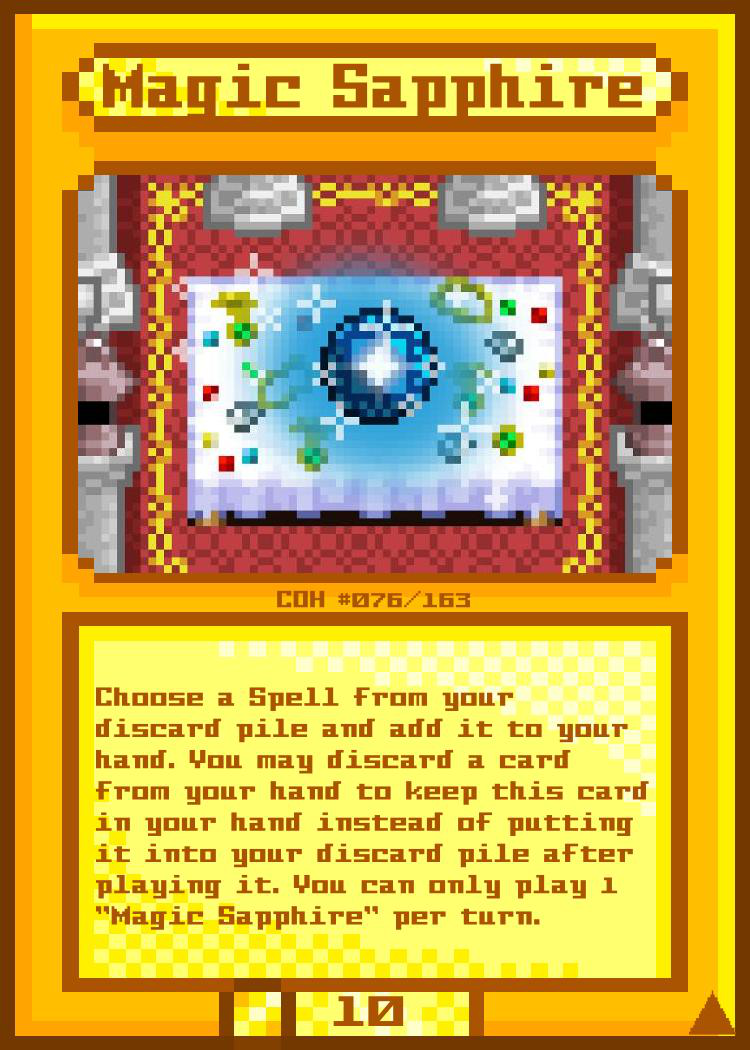 Magic Sapphire
COH #076/163
Choose a Spell from your
discard pile and add it to your
hand. You may discard a card
from your hand to keep this card
in your hand instead of putting
it into your discard pile after
playing it. You can only play 1
"Magic Sapphire" per turn.
10